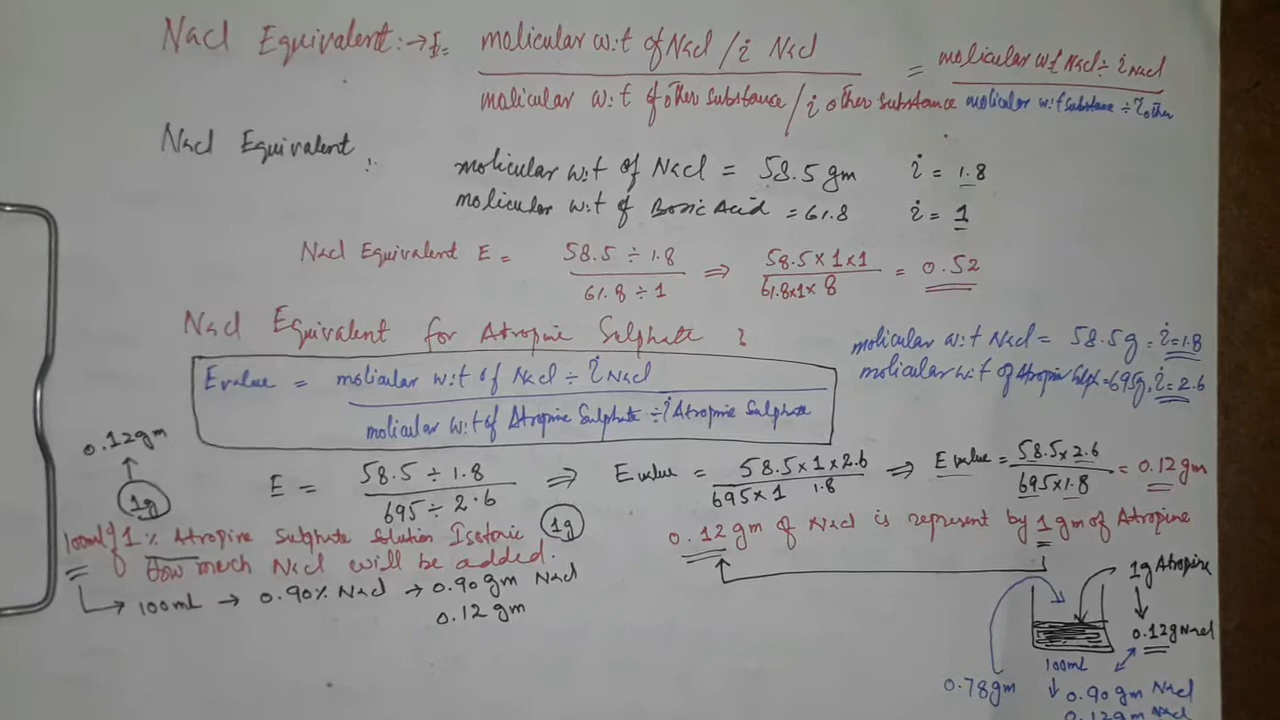 Nacl Equivalent :→ E = molicular w:t of Nacl / i Nacl
molicular w:t of other substance / i other substance
= molicular wt Nacl ÷ i Nacl
molicular w:t substance ÷ i other
Nacl Equivalent :
molicular w:t of Nacl = 58.5 gm i = 1.8
molicular w:t of Boric Acid = 61.8 i = 1
Nacl Equivalent E = 58.5 ÷ 1.8 ⇒ 58.5 x 1 x 1 = 0.52
61.8 ÷ 1 61.8 x 1 x 8
Nacl Equivalent for Atropine Sulphate ?
molicular w:t Nacl = 58.5g = i = 1.8
molicular w:t of Atropine Sulph = 695g, i = 2.6
E value = molicular w:t of Nacl ÷ i Nacl
molicular w:t of Atropine Sulphate ÷ i Atropine Sulphate
0.12gm
1g
E = 58.5 ÷ 1.8 ⇒ E value = 58.5 x 1 x 2.6 ⇒ E value = 58.5 x 2.6 = 0.12 gm
695 ÷ 2.6 695 x 1 1.8 695 x 1.8
100ml of 1% Atropine Sulphate Solution Isotonic 1g
How much Nacl will be added.
→ 100mL → 0.90% Nacl → 0.90 gm Nacl
0.12 gm
0.12 gm of Nacl is represent by 1 gm of Atropine
1g Atropine
0.12g Nacl
100ml
0.78gm
↓ 0.90 gm Nacl
0.12gm Nacl